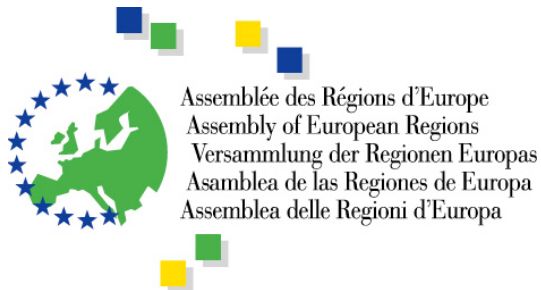 Assemblée des Régions d'Europe
Assembly of European Regions
Versammlung der Regionen Europas
Asamblea de las Regiones de Europa
Assemblea delle Regioni d'Europa